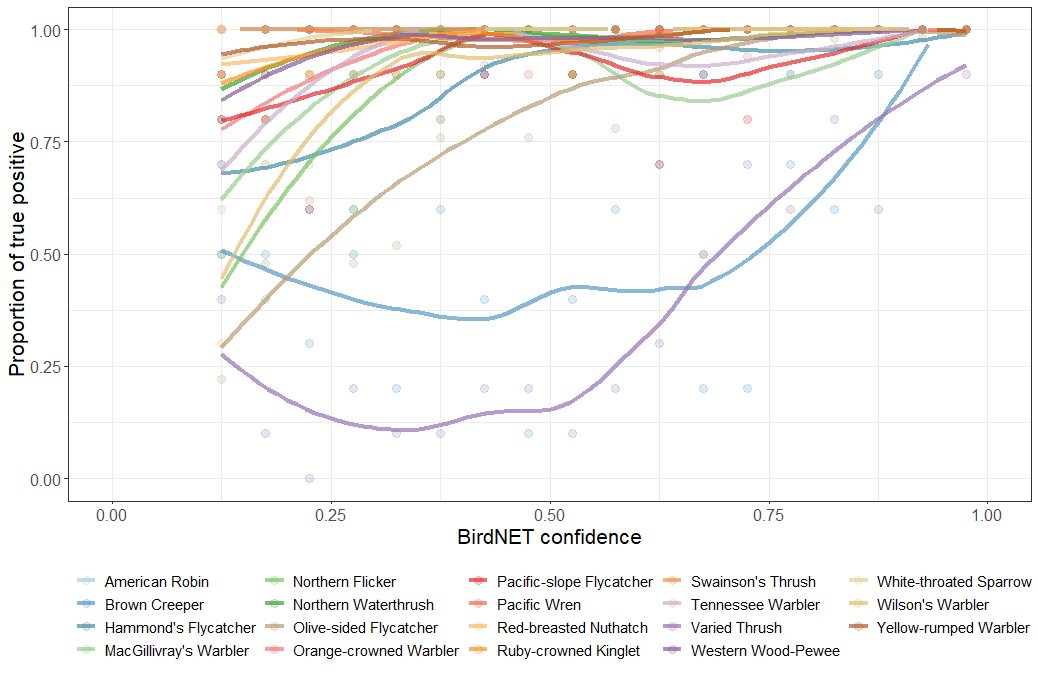 1.00
0.75
0.50
0.25
0.00
Proportion of true positive
0.00 0.25 0.50 0.75 1.00
BirdNET confidence
American Robin Northern Flicker Pacific-slope Flycatcher Swainson's Thrush White-throated Sparrow
Brown Creeper Northern Waterthrush Pacific Wren Tennessee Warbler Wilson's Warbler
Hammond's Flycatcher Olive-sided Flycatcher Red-breasted Nuthatch Varied Thrush Yellow-rumped Warbler
MacGillivray's Warbler Orange-crowned Warbler Ruby-crowned Kinglet Western Wood-Pewee